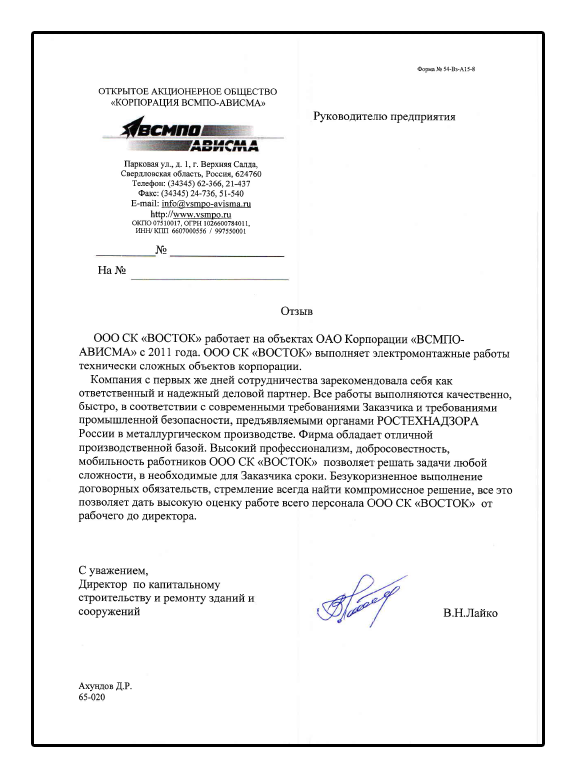 Форма № 54-Вз-А15-8
ОТКРЫТОЕ АКЦИОНЕРНОЕ ОБЩЕСТВО
«КОРПОРАЦИЯ ВСМПО-АВИСМА»
Руководителю предприятия
ВСМПО
АВИСМА
Парковая ул., д. 1, г. Верхняя Салда,
Свердловская область, Россия, 624760
Телефон: (34345) 62-366, 21-437
Факс: (34345) 24-736, 51-540
E-mail: info@vsmpo-avisma.ru
http://www.vsmpo.ru
ОКПО 07510017, ОГРН 1026600784011,
ИНН/ КПП 6607000556 / 997550001
__________№ ____________________
На № __________________________
Отзыв
ООО СК «ВОСТОК» работает на объектах ОАО Корпорации «ВСМПО-
АВИСМА» с 2011 года. ООО СК «ВОСТОК» выполняет электромонтажные работы
технически сложных объектов корпорации.
Компания с первых же дней сотрудничества зарекомендовала себя как
ответственный и надежный деловой партнер. Все работы выполняются качественно,
быстро, в соответствии с современными требованиями Заказчика и требованиями
промышленной безопасности, предъявляемыми органами РОСТЕХНАДЗОРА
России в металлургическом производстве. Фирма обладает отличной
производственной базой. Высокий профессионализм, добросовестность,
мобильность работников ООО СК «ВОСТОК» позволяет решать задачи любой
сложности, в необходимые для Заказчика сроки. Безукоризненное выполнение
договорных обязательств, стремление всегда найти компромиссное решение, все это
позволяет дать высокую оценку работе всего персонала ООО СК «ВОСТОК» от
рабочего до директора.
С уважением,
Директор по капитальному
строительству и ремонту зданий и
сооружений
В.Н.Лайко
Ахундов Д.Р.
65-020